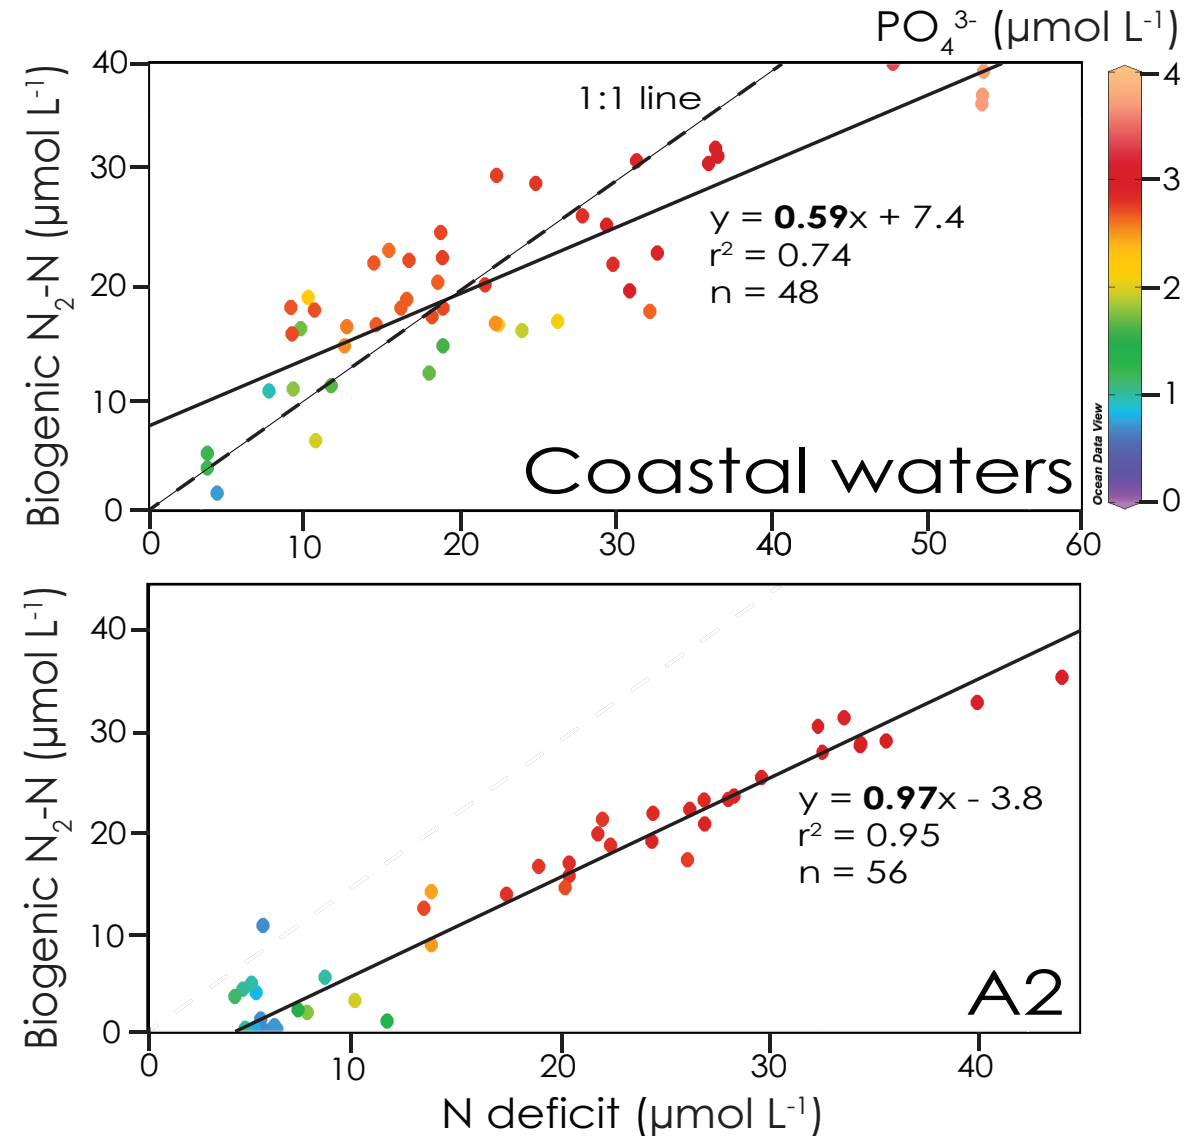 PO₄³⁻ (µmol L⁻¹)
Biogenic N₂-N (µmol L⁻¹)
40
30
20
10
0
1:1 line
y = 0.59x + 7.4
r² = 0.74
n = 48
Coastal waters
0 10 20 30 40 50 60
4
3
2
1
0
Ocean Data View
Biogenic N₂-N (µmol L⁻¹)
40
30
20
10
0
y = 0.97x - 3.8
r² = 0.95
n = 56
A2
0 10 20 30 40
N deficit (µmol L⁻¹)